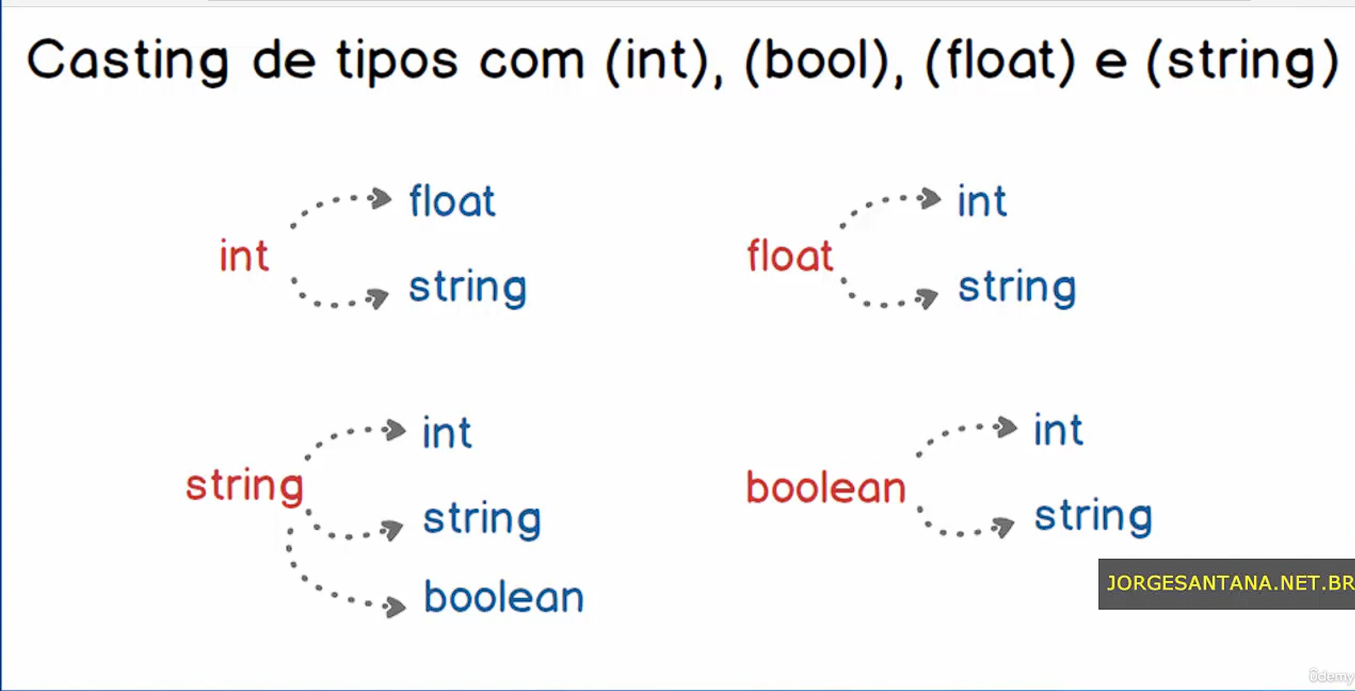 Casting de tipos com (int), (bool), (float) e (string)
float
int
string
int
float
string
int
string
string
boolean
int
boolean
string
JORGESANTANA.NET.BR
ûdemy